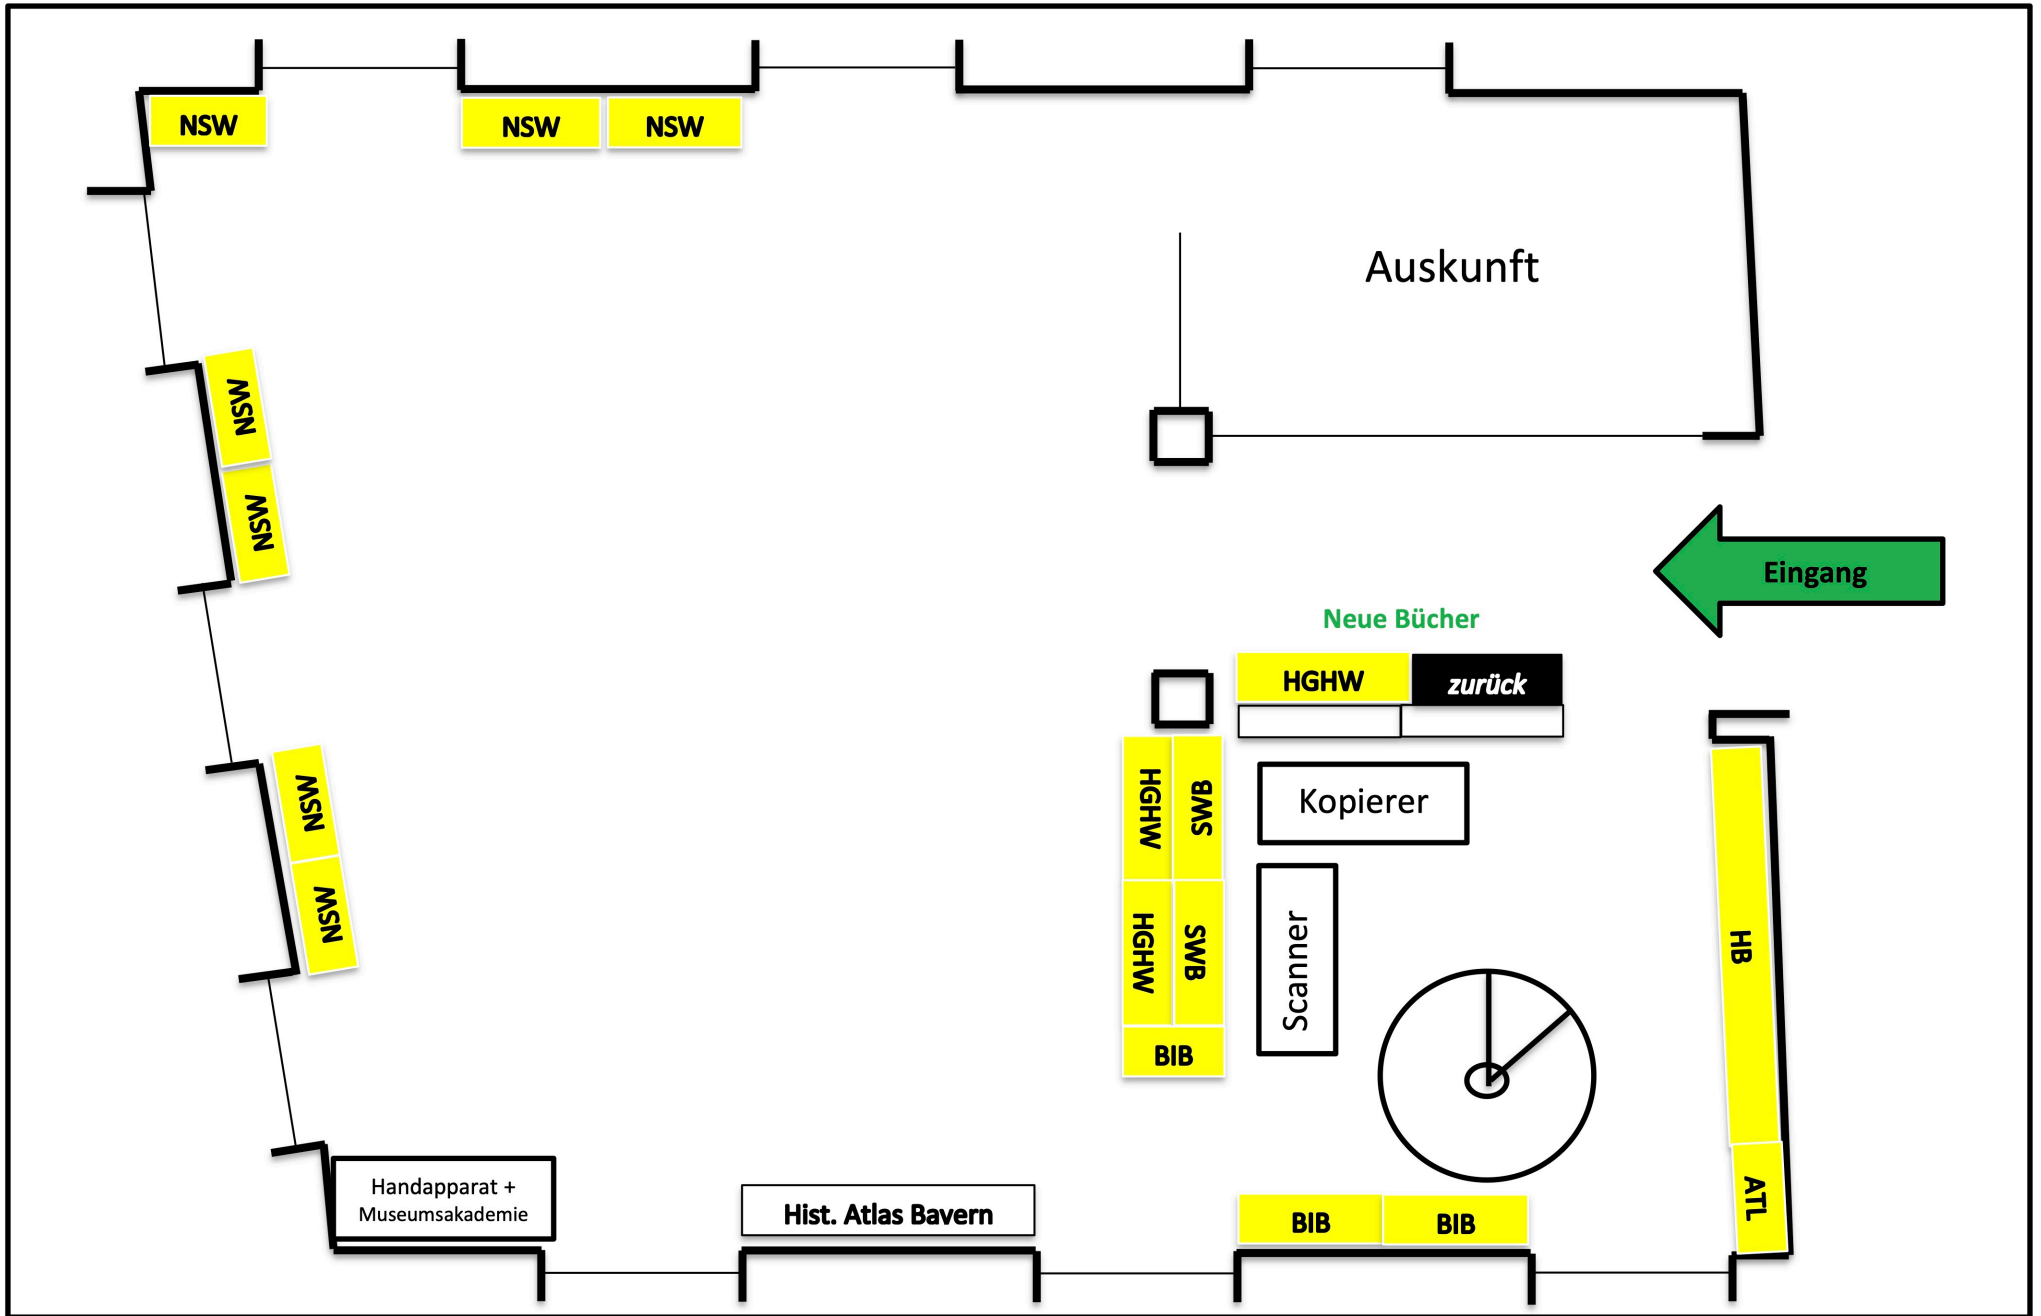 NSW
NSW
NSW
Auskunft
NSW
NSW
Eingang
Neue Bücher
HGHW
zurück
NSW
NSW
HGHW
SWB
Kopierer
HGHW
SWB
Scanner
BIB
HB
ATL
Handapparat +
Museumsakademie
Hist. Atlas Bavern
BIB
BIB